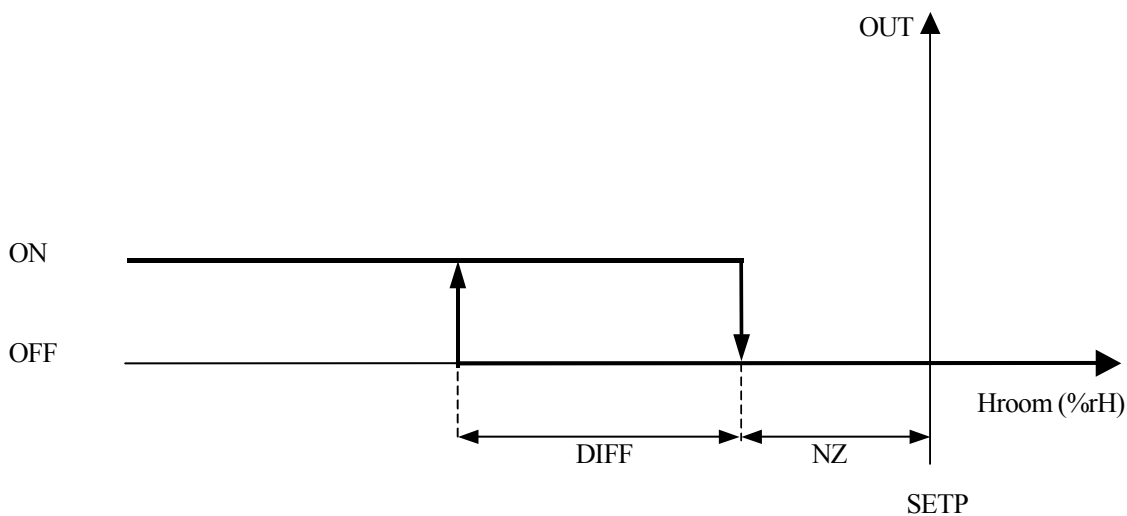 OUT
ON
OFF
Hroom (%rH)
DIFF
NZ
SETP